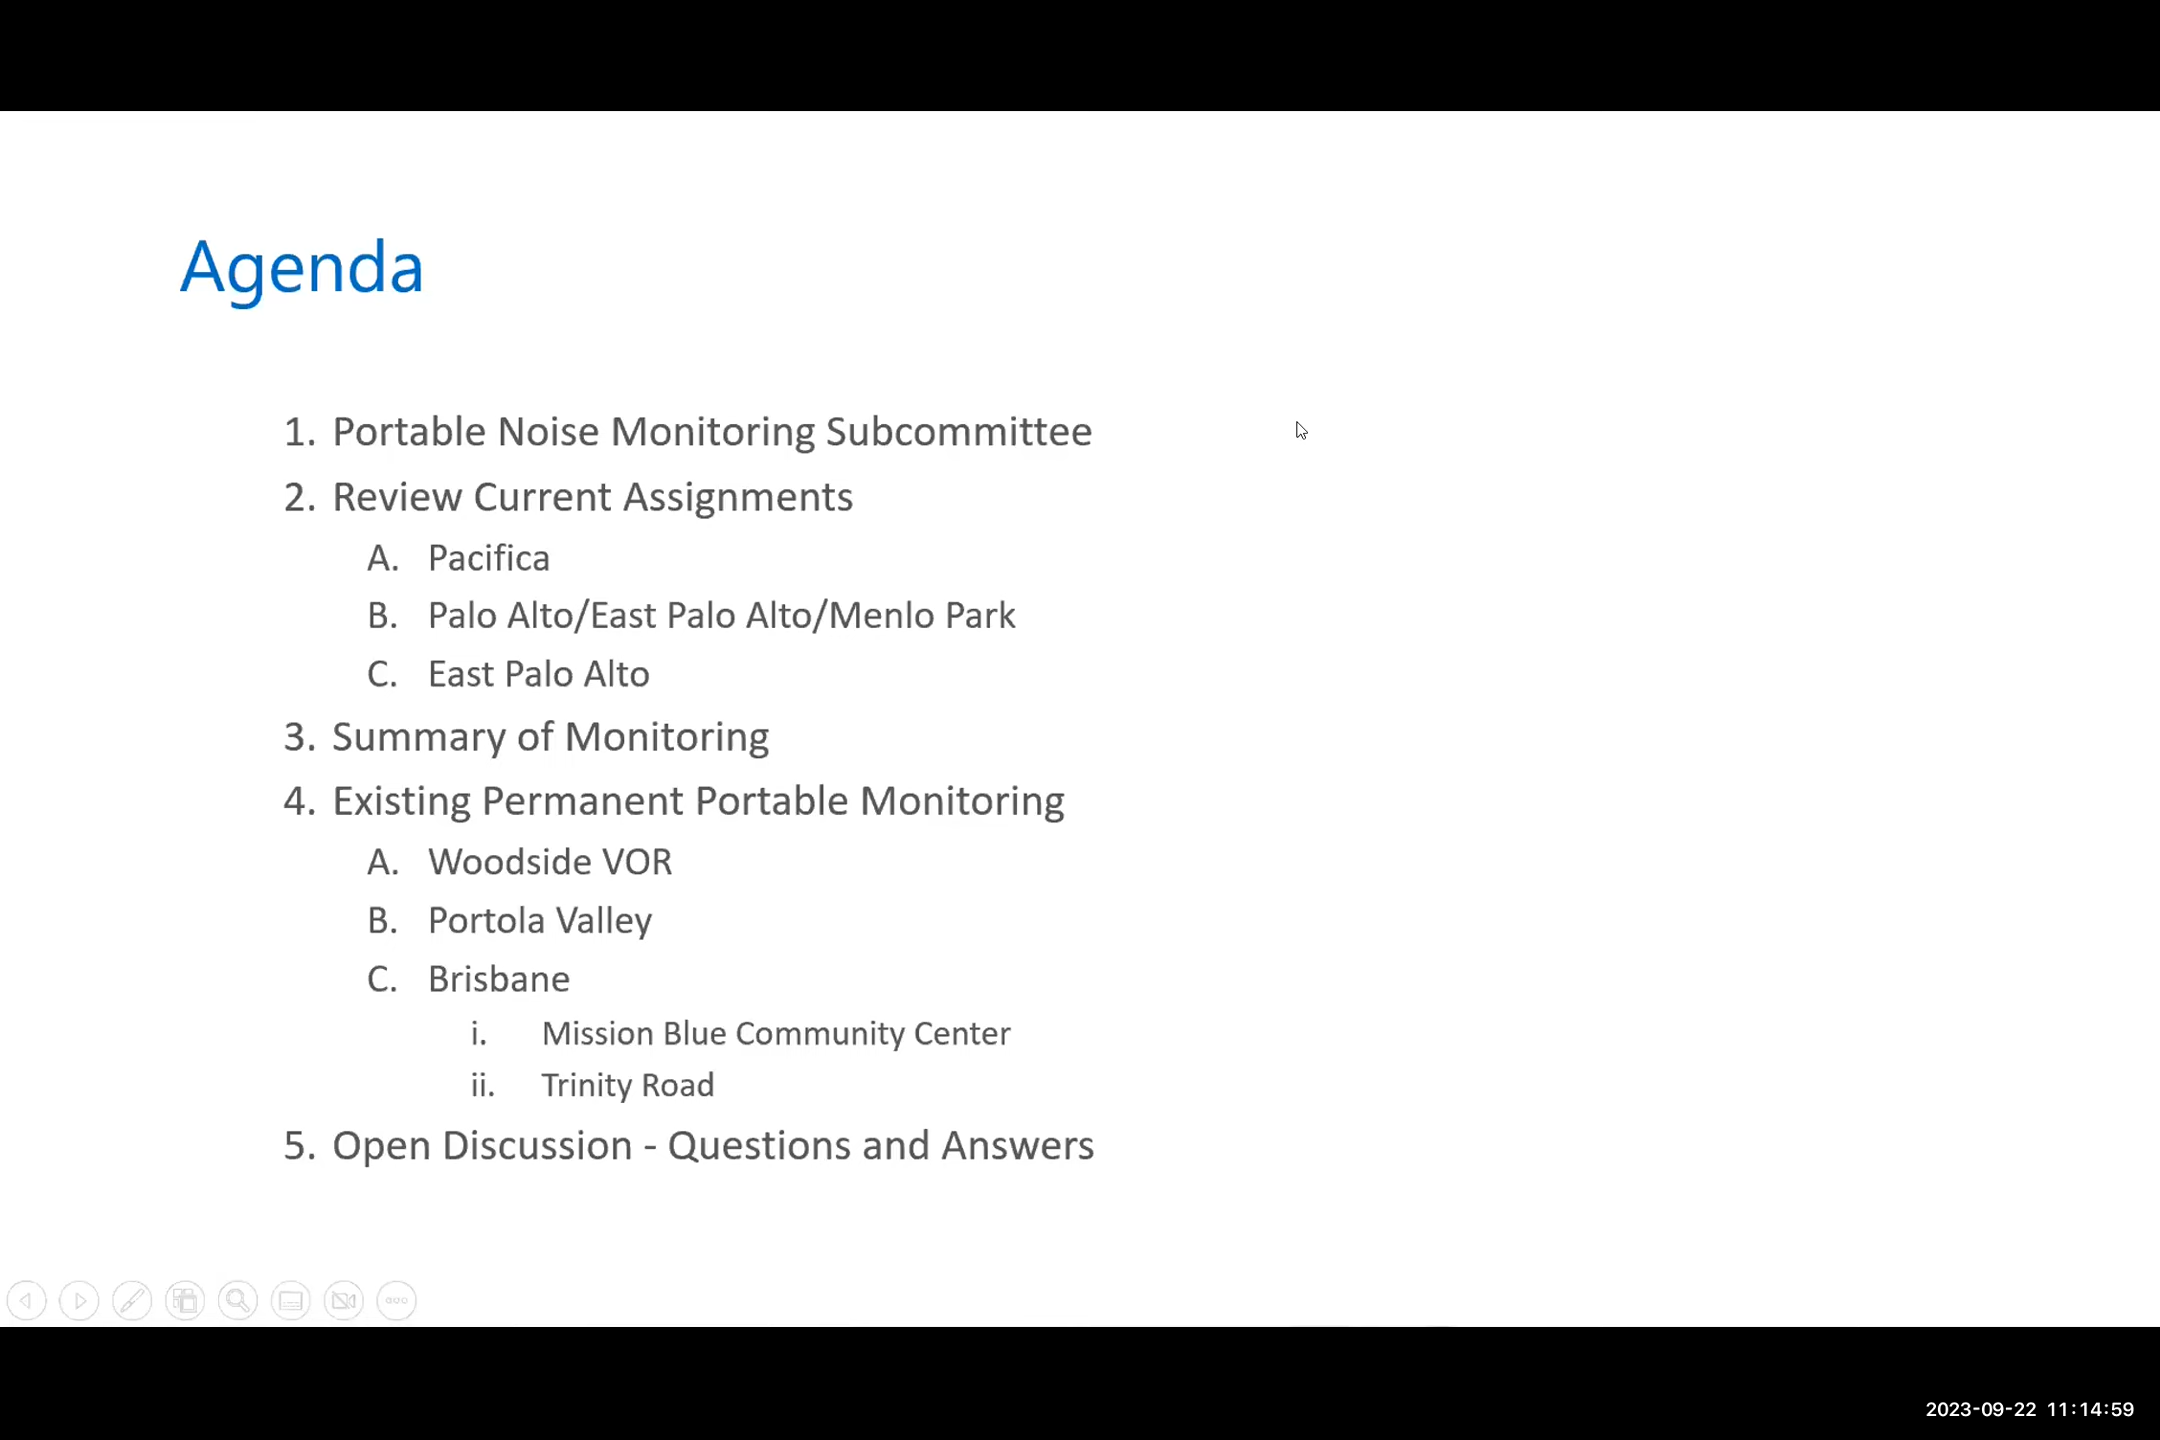 Agenda
1. Portable Noise Monitoring Subcommittee
2. Review Current Assignments
A. Pacifica
B. Palo Alto/East Palo Alto/Menlo Park
C. East Palo Alto
3. Summary of Monitoring
4. Existing Permanent Portable Monitoring
A. Woodside VOR
B. Portola Valley
C. Brisbane
i. Mission Blue Community Center
ii. Trinity Road
5. Open Discussion - Questions and Answers
2023-09-22 11:14:59